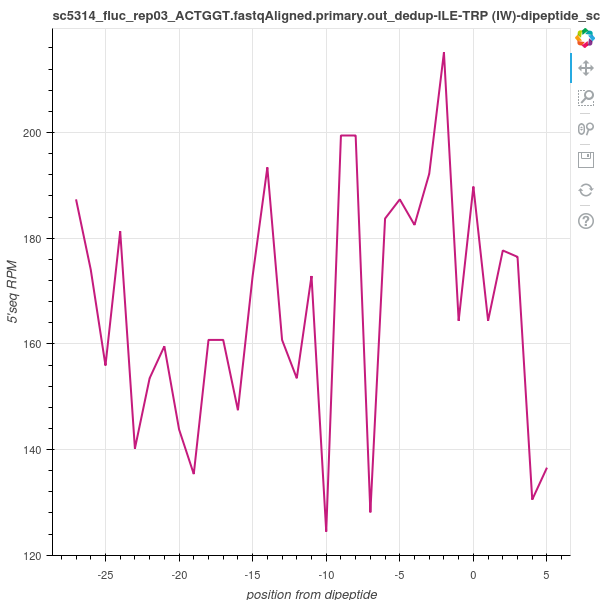 sc5314_fluc_rep03_ACTGGT.fastqAligned.primary.out_dedup-ILE-TRP (IW)-dipeptide_sc
200
180
160
140
120
5'seq RPM
-25 -20 -15 -10 -5 0 5
position from dipeptide